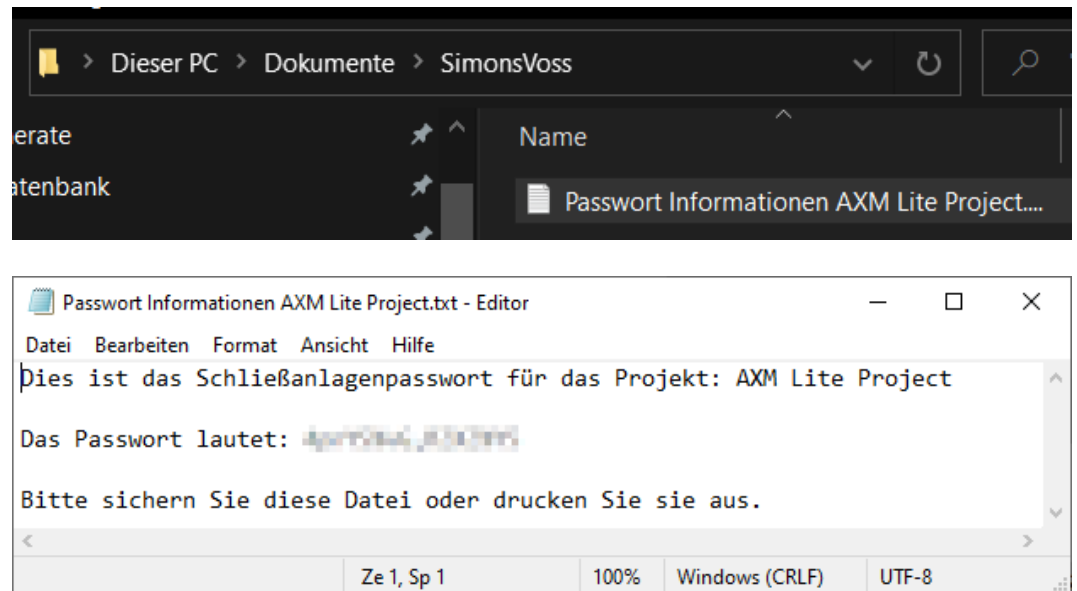 Dieser PC > Dokumente > SimonsVoss
erate
Name
atenbank
Passwort Informationen AXM Lite Project....
Passwort Informationen AXM Lite Project.txt - Editor
Datei Bearbeiten Format Ansicht Hilfe
Dies ist das Schließanlagenpasswort für das Projekt: AXM Lite Project
Das Passwort lautet:
Bitte sichern Sie diese Datei oder drucken Sie sie aus.
Ze 1, Sp 1 100% Windows (CRLF) UTF-8